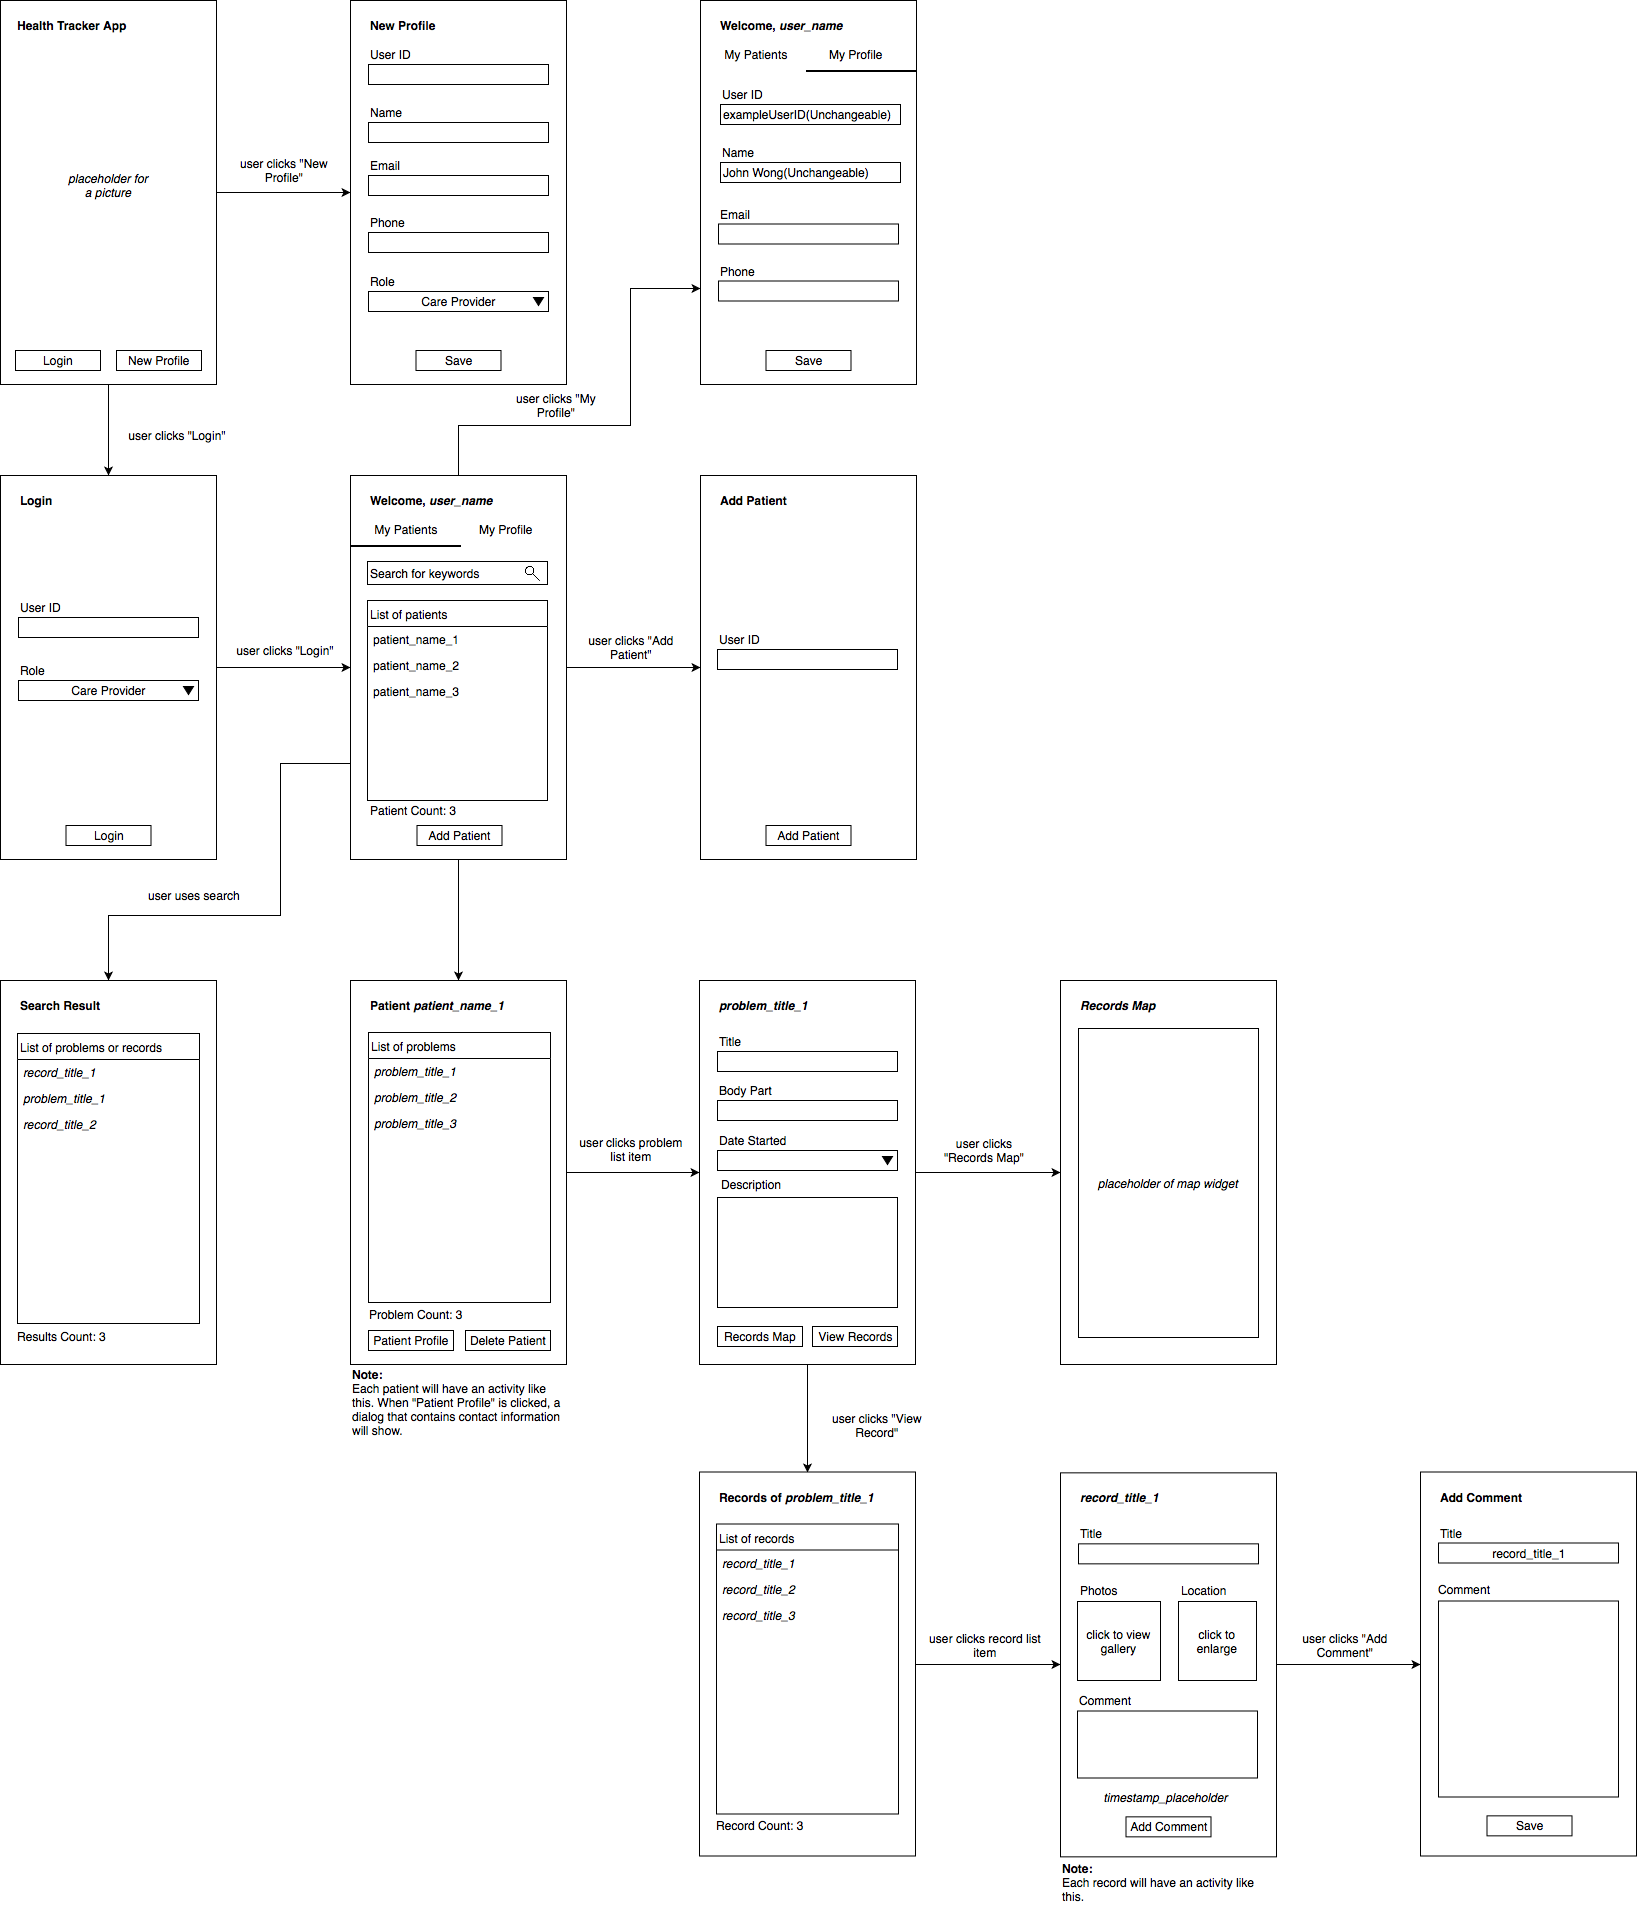 Health Tracker App
placeholder for
a picture
Login
New Profile
user clicks "New
Profile"
New Profile
User ID
Name
Email
Phone
Role
Care Provider
Save
Welcome, user_name
My Patients
My Profile
User ID
exampleUserID(Unchangeable)
Name
John Wong(Unchangeable)
Email
Phone
Save
user clicks "My
Profile"
user clicks "Login"
Login
User ID
Role
Care Provider
Login
user clicks "Login"
Welcome, user_name
My Patients
My Profile
Search for keywords
List of patients
patient_name_1
patient_name_2
patient_name_3
Patient Count: 3
Add Patient
user clicks "Add
Patient"
Add Patient
User ID
Add Patient
user uses search
Search Result
List of problems or records
record_title_1
problem_title_1
record_title_2
Results Count: 3
Patient patient_name_1
List of problems
problem_title_1
problem_title_2
problem_title_3
Problem Count: 3
Patient Profile
Delete Patient
Note:
Each patient will have an activity like
this. When "Patient Profile" is clicked, a
dialog that contains contact information
will show.
user clicks problem
list item
problem_title_1
Title
Body Part
Date Started
Description
Records Map
View Records
user clicks
"Records Map"
Records Map
placeholder of map widget
user clicks "View
Record"
Records of problem_title_1
List of records
record_title_1
record_title_2
record_title_3
Record Count: 3
user clicks record list
item
record_title_1
Title
Photos
Location
click to view
gallery
click to
enlarge
Comment
timestamp_placeholder
Add Comment
Note:
Each record will have an activity like
this.
user clicks "Add
Comment"
Add Comment
Title
record_title_1
Comment
Save